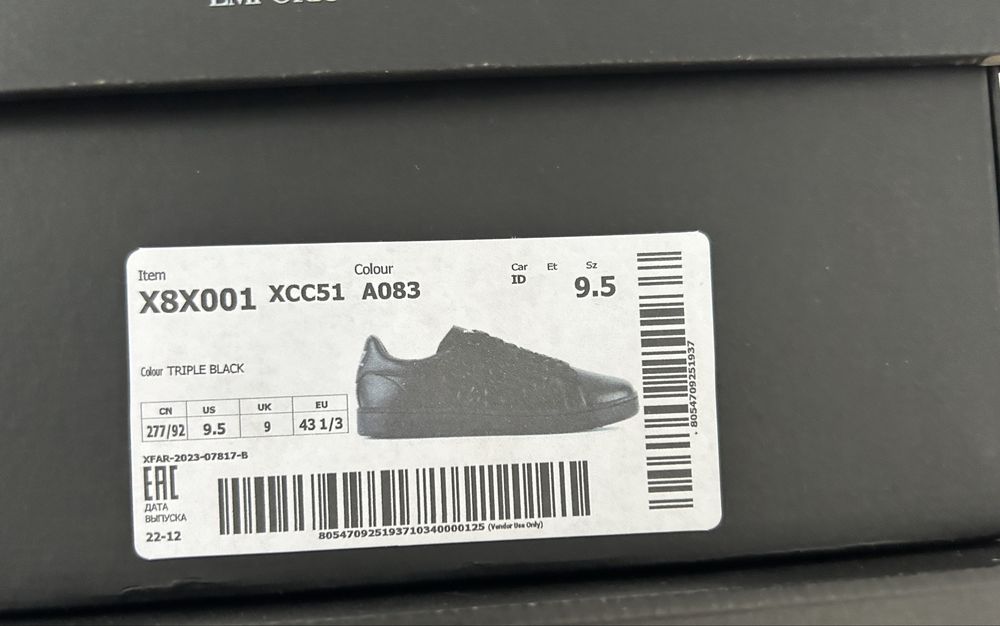 Item
Colour
Car Et Sz
X8X001 XCC51 A083
ID
9.5
Colour TRIPLE BLACK
CN US UK EU
277/92 9.5 9 43 1/3
XFAR-2023-07817-B
EAC
ДАТА
ВЫПУСКА
22-12
805470925193710340000125 (Vendor Use Only)
8054709251937